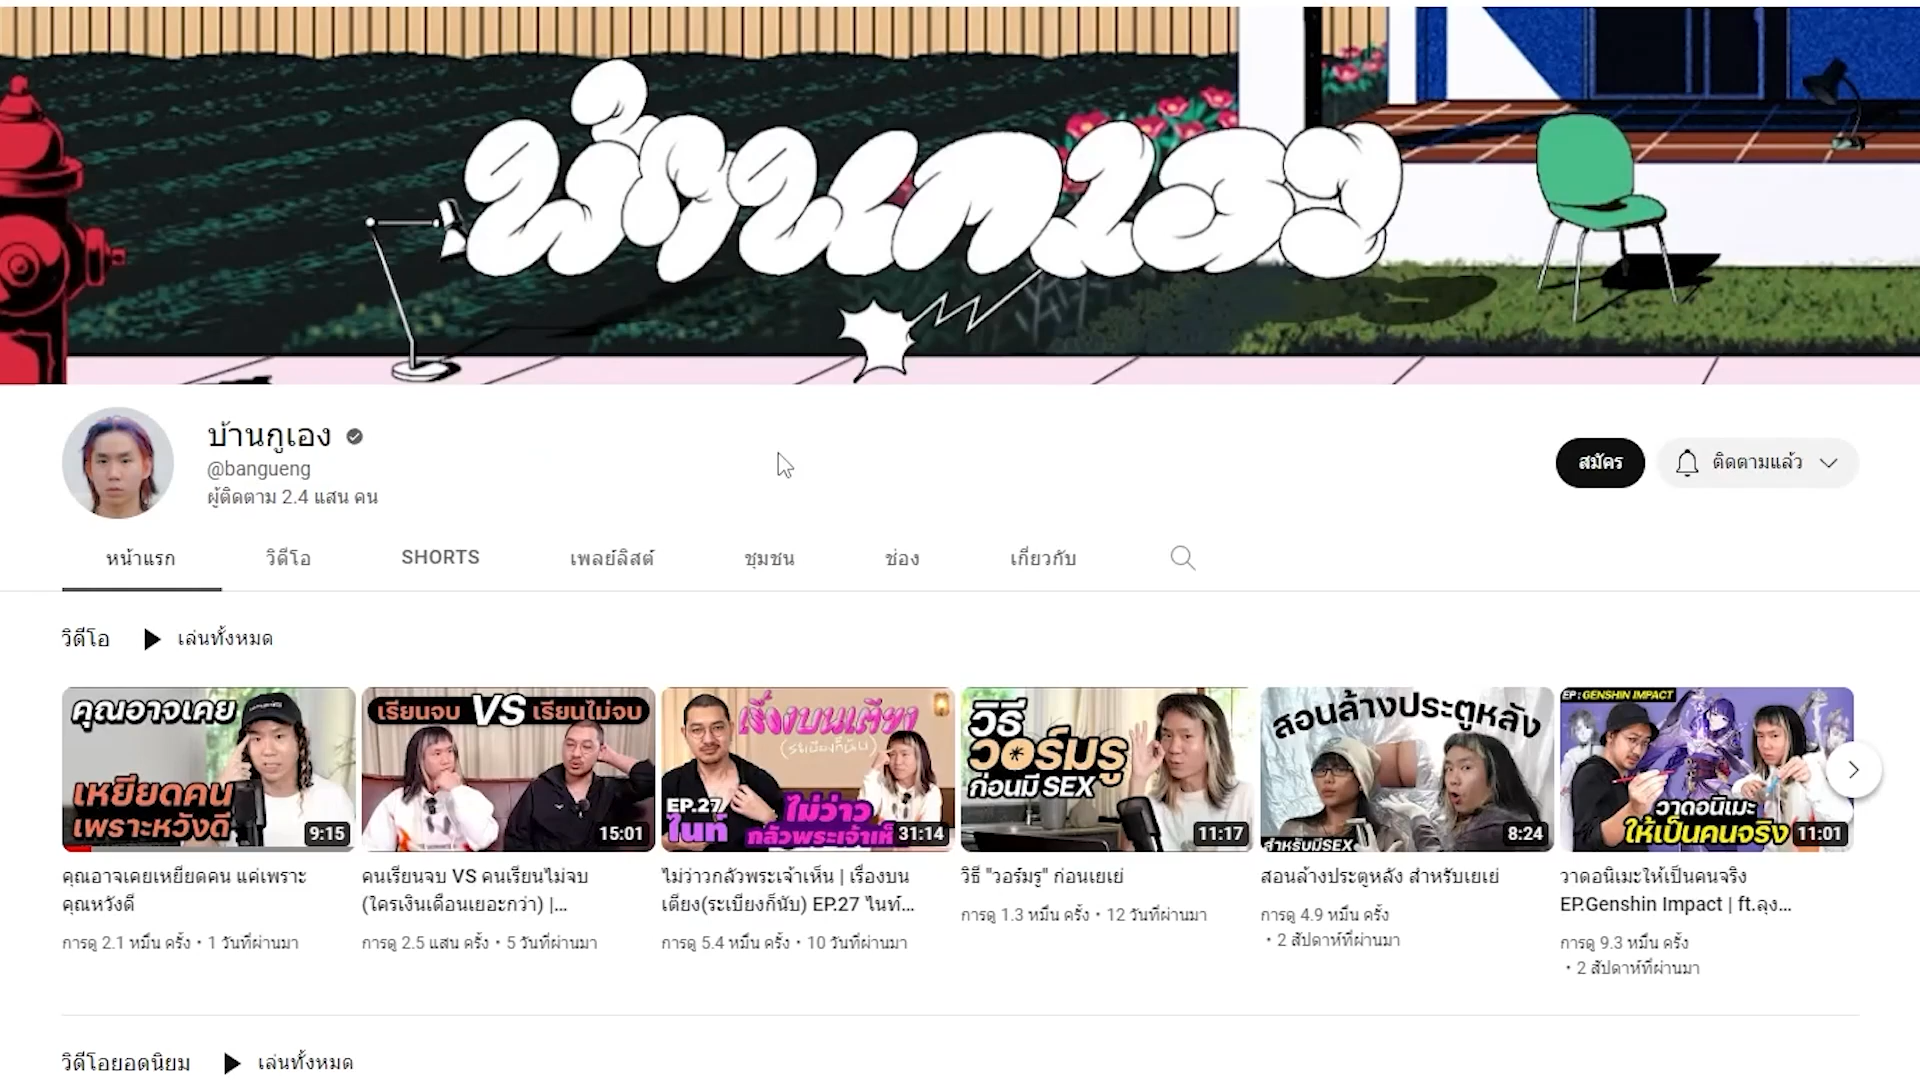 บ้านกูเอง
บ้านกูเอง
@bangueng
ผู้ติดตาม 2.4 แสน คน
สมัคร
ติดตามแล้ว
หน้าแรก
วิดีโอ
SHORTS
เพลย์ลิสต์
ชุมชน
ช่อง
เกี่ยวกับ
วิดีโอ
เล่นทั้งหมด
คุณอาจเคย
เหยียดคน
เพราะหวังดี
9:15
เรียนจบ VS เรียนไม่จบ
15:01
เรื่องบนเตียง
(ระเบียงก็นับ)
EP.27
ไนท์
ไม่ว่าว
กลัวพระเจ้าเห็
31:14
วิธี
วอร์มรู
ก่อนมี SEX
11:17
สอนล้างประตูหลัง
สำหรับมีSEX
8:24
EP : GENSHIN IMPACT
วาดอนิเมะ
ให้เป็นคนจริง
11:01
คุณอาจเคยเหยียดคน แค่เพราะ
คุณหวังดี
การดู 2.1 หมื่น ครั้ง • 1 วันที่ผ่านมา
คนเรียนจบ VS คนเรียนไม่จบ
(ใครเงินเดือนเยอะกว่า) |...
การดู 2.5 แสน ครั้ง • 5 วันที่ผ่านมา
ไม่ว่าวกลัวพระเจ้าเห็น | เรื่องบน
เตียง(ระเบียงก็นับ) EP.27 ไนท์...
การดู 5.4 หมื่น ครั้ง • 10 วันที่ผ่านมา
วิธี "วอร์มรู" ก่อนเยเย่
การดู 1.3 หมื่น ครั้ง • 12 วันที่ผ่านมา
สอนล้างประตูหลัง สำหรับเยเย่
การดู 4.9 หมื่น ครั้ง
• 2 สัปดาห์ที่ผ่านมา
วาดอนิเมะให้เป็นคนจริง
EP.Genshin Impact | ft.ลุง...
การดู 9.3 หมื่น ครั้ง
• 2 สัปดาห์ที่ผ่านมา
วิดีโอยอดนิยม
เล่นทั้งหมด